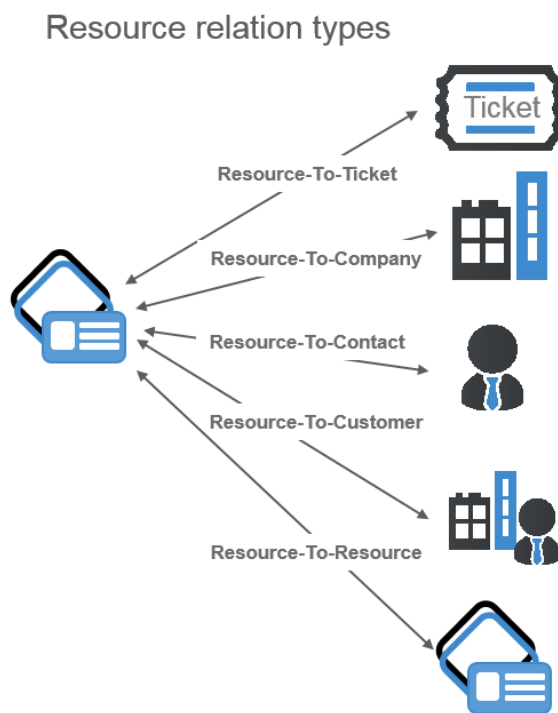 Resource relation types
Ticket
Resource-To-Ticket
Resource-To-Company
Resource-To-Contact
Resource-To-Customer
Resource-To-Resource